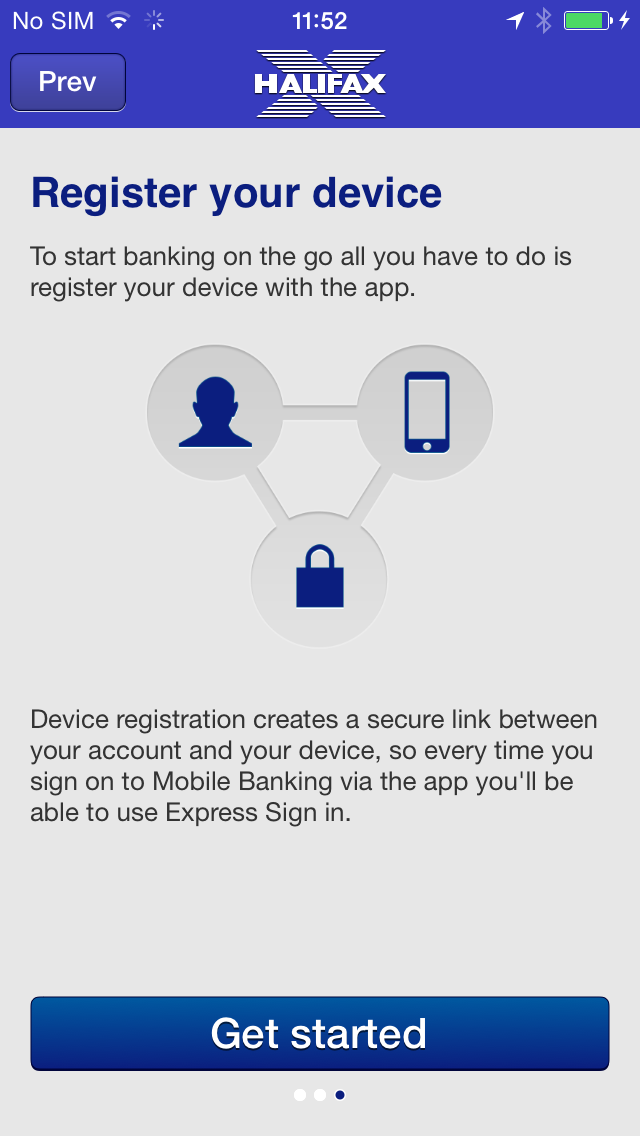 No SIM 11:52
Prev
HALIFAX
Register your device
To start banking on the go all you have to do is
register your device with the app.
Device registration creates a secure link between
your account and your device, so every time you
sign on to Mobile Banking via the app you'll be
able to use Express Sign in.
Get started